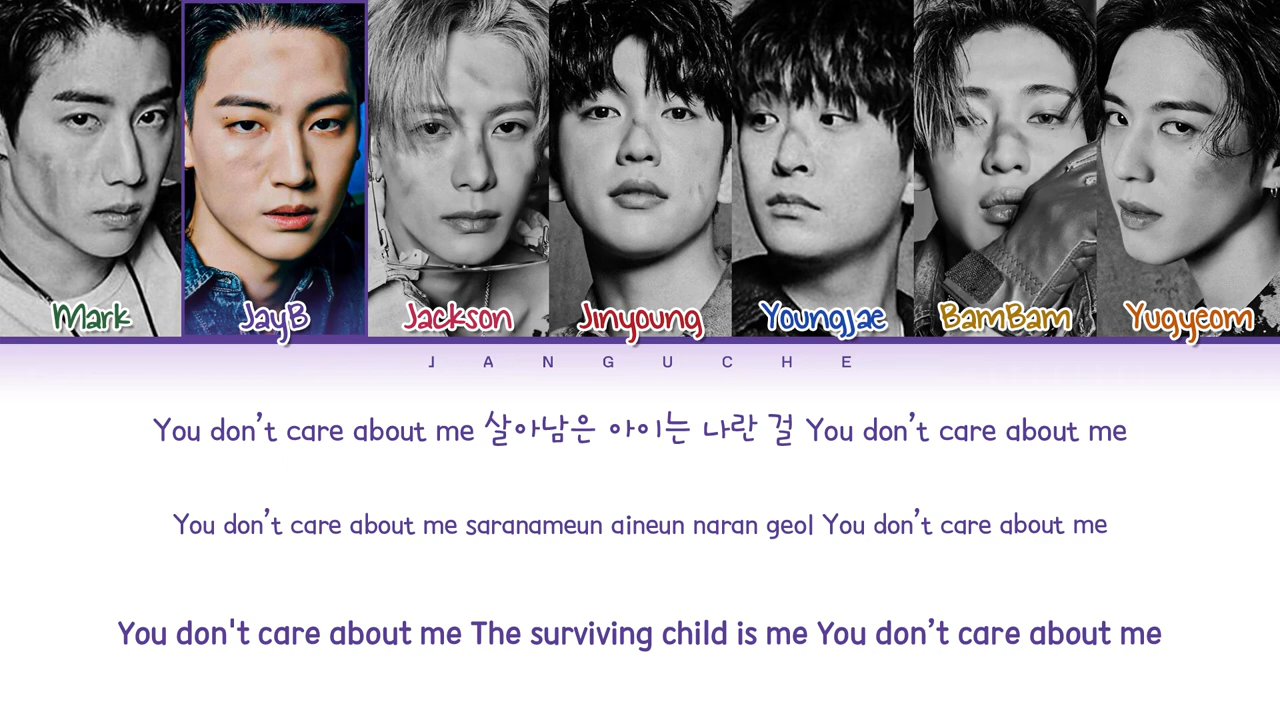 Mark JayB Jackson Jinyoung Youngjae BamBam Yugyeom
JANGUCHE
You don’t care about me 살아남은 아이는 나란 걸 You don’t care about me
You don’t care about me saranameun aineun naran geol You don’t care about me
You don't care about me The surviving child is me You don’t care about me